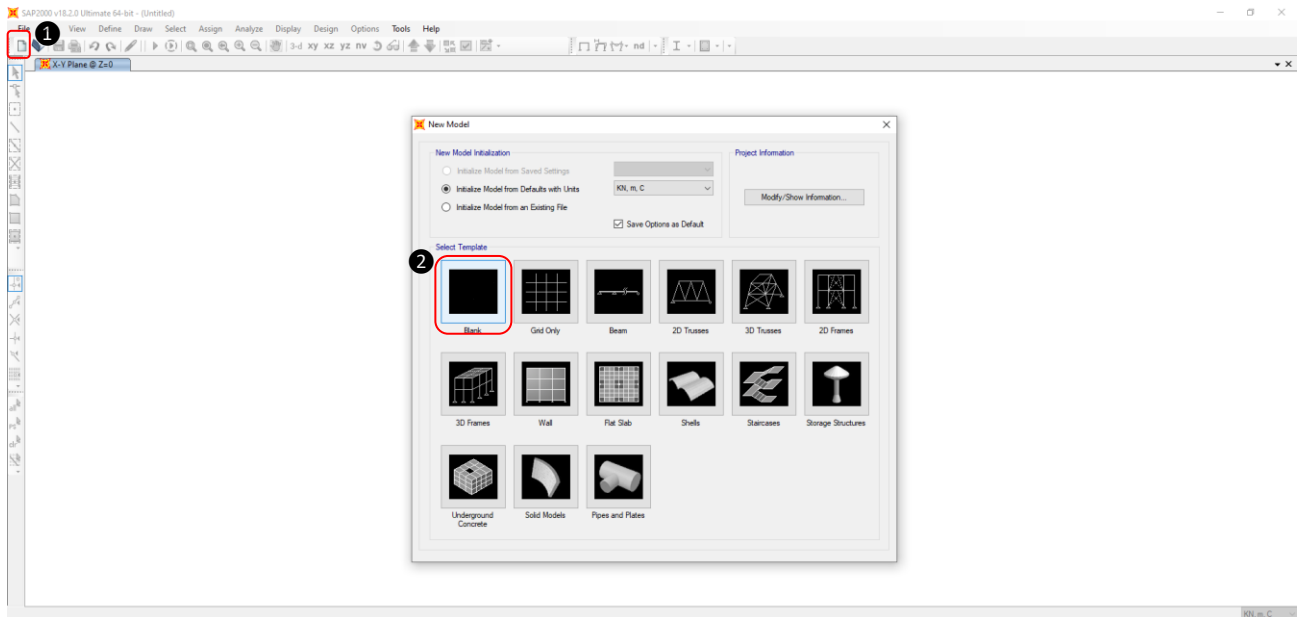 SAP2000 v18.2.0 Ultimate 64-bit - (Untitled)
File View Define Draw Select Assign Analyze Display Design Options Tools Help
1
3-d xy xz yz nv nd
X-Y Plane @ Z=0
New Model
New Model Initialization
Project Information
Initialize Model from Saved Settings
Initialize Model from Defaults with Units
KN, m, C
Modify/Show Information...
Initialize Model from an Existing File
Save Options as Default
Select Template
2
Blank
Grid Only
Beam
2D Trusses
3D Trusses
2D Frames
3D Frames
Wall
Flat Slab
Shells
Staircases
Storage Structures
Underground
Concrete
Solid Models
Pipes and Plates
KN, m, C